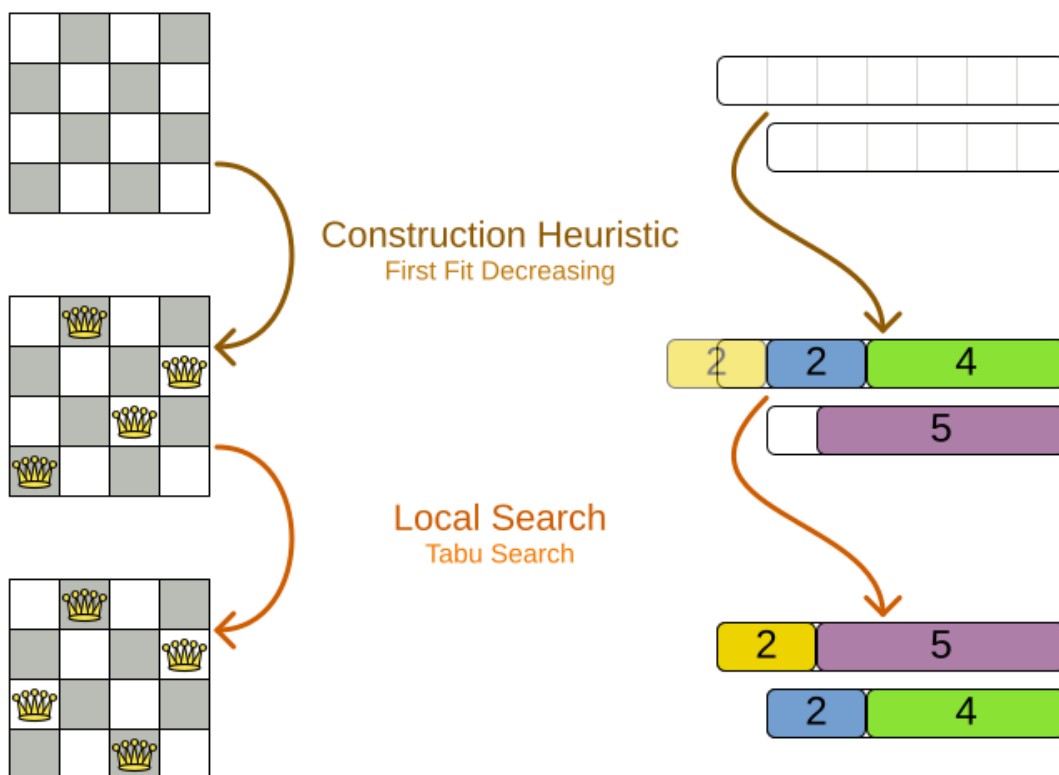 Construction Heuristic
First Fit Decreasing
2 2 4
5
Local Search
Tabu Search
2 5
2 4